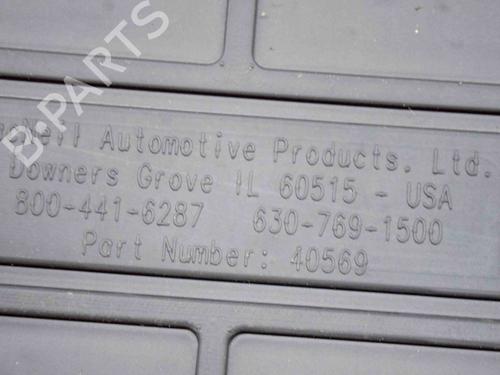 B-PARTS
Automotive Products, Ltd.
Downers Grove IL 60515 - USA
800-441-6287 630-769-1500
Part Number: 40569